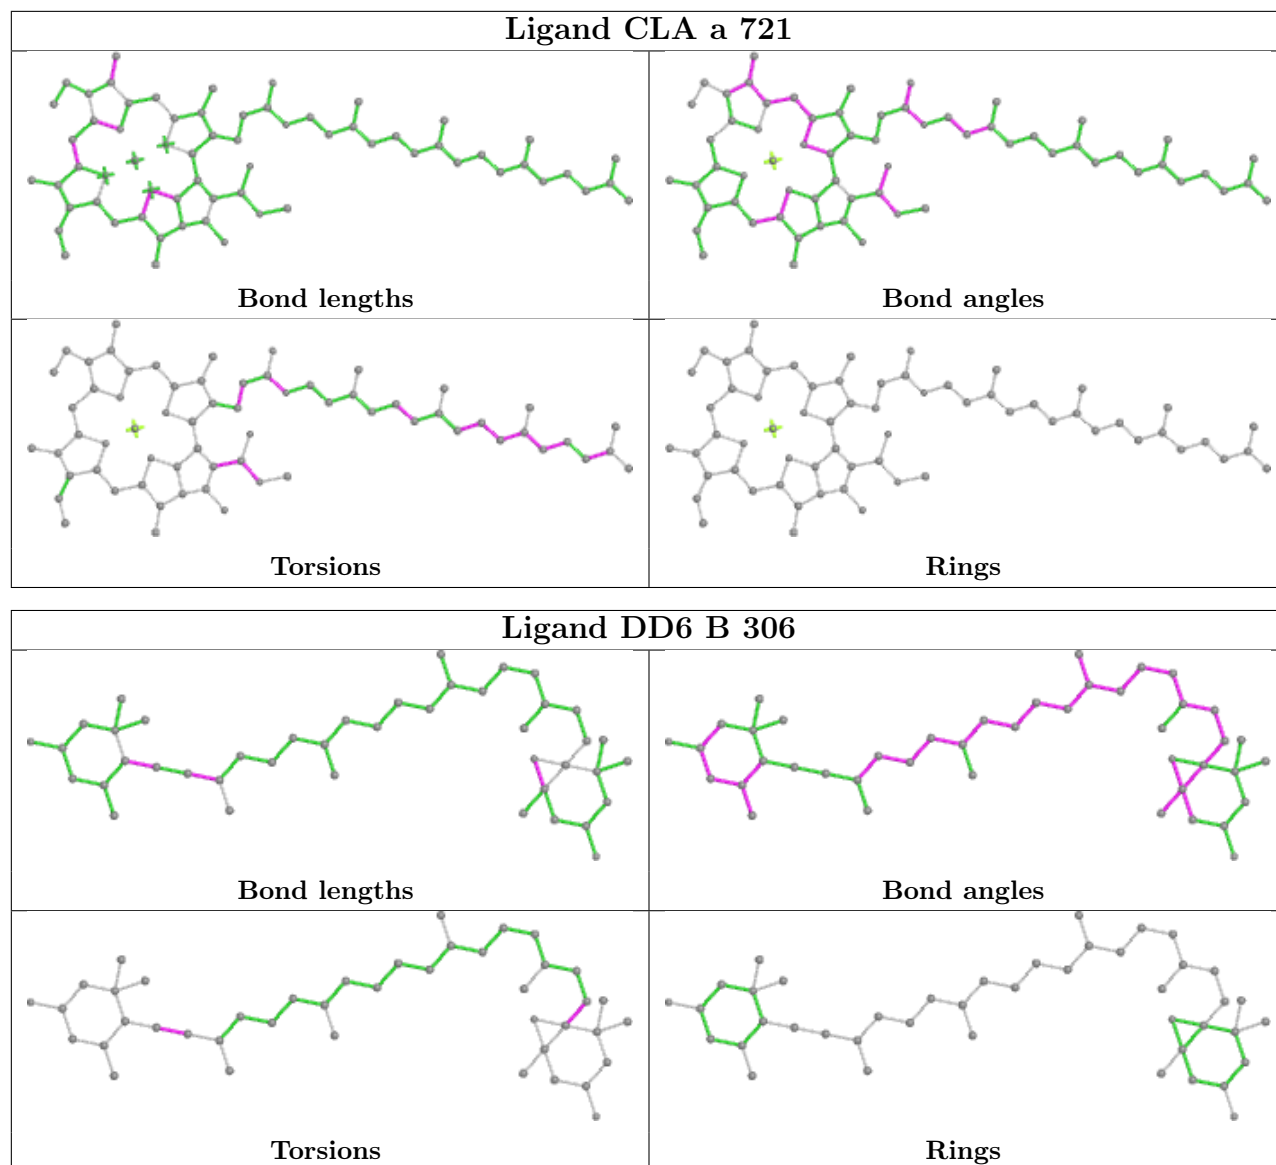 Ligand CLA a 721
Bond lengths
Bond angles
Torsions
Rings
Ligand DD6 B 306
Bond lengths
Bond angles
Torsions
Rings